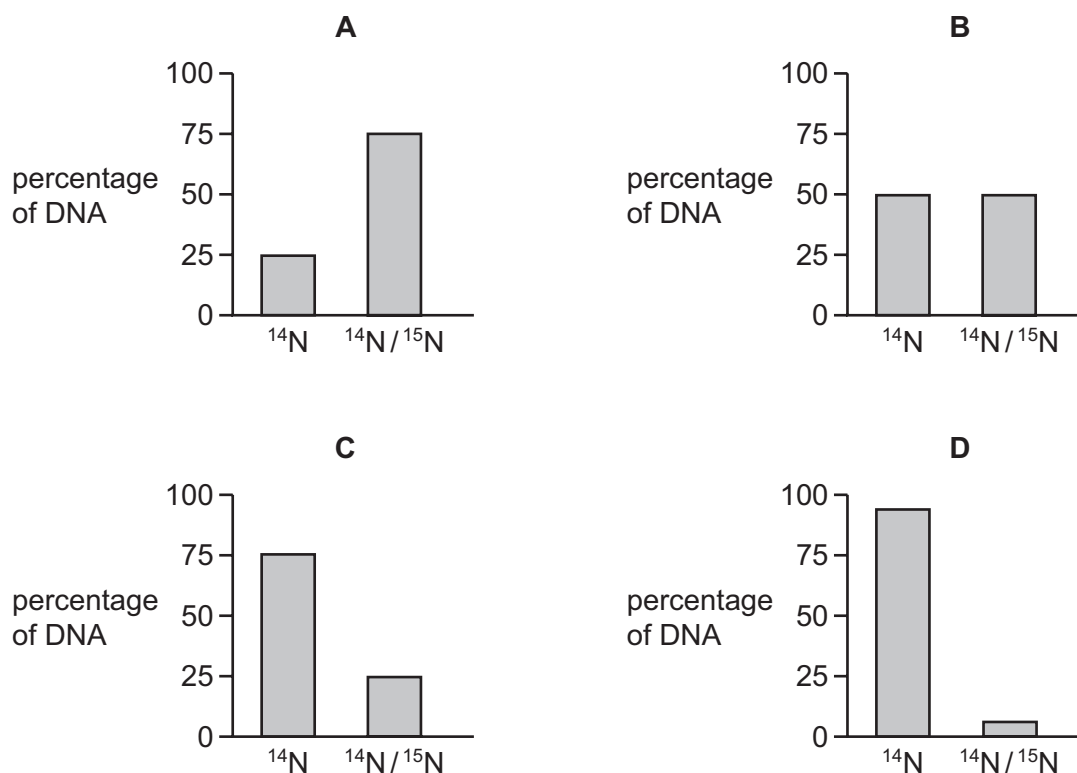 A
100
75
50
25
0
percentage
of DNA
¹⁴N
¹⁴N / ¹⁵N
B
100
75
50
25
0
percentage
of DNA
¹⁴N
¹⁴N / ¹⁵N
C
100
75
50
25
0
percentage
of DNA
¹⁴N
¹⁴N / ¹⁵N
D
100
75
50
25
0
percentage
of DNA
¹⁴N
¹⁴N / ¹⁵N